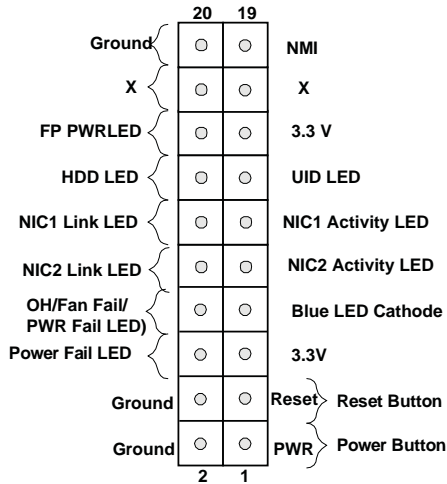 20 19
Ground NMI
X X
FP PWRLED 3.3 V
HDD LED UID LED
NIC1 Link LED NIC1 Activity LED
NIC2 Link LED NIC2 Activity LED
OH/Fan Fail/
PWR Fail LED) Blue LED Cathode
Power Fail LED 3.3V
Ground Reset Reset Button
Ground PWR Power Button
2 1